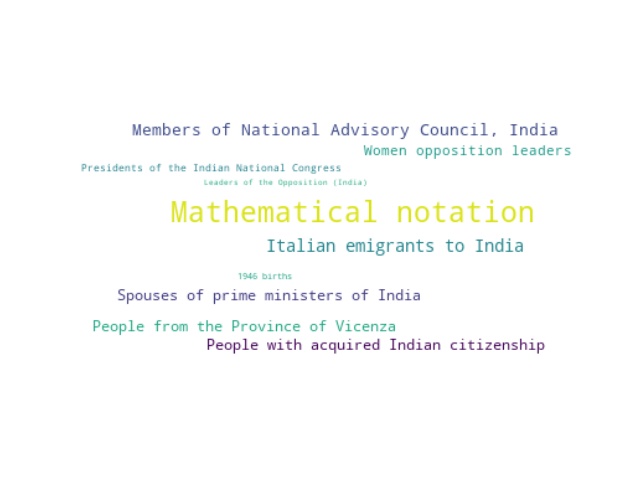 Members of National Advisory Council, India
Women opposition leaders
Presidents of the Indian National Congress
Leaders of the Opposition (India)
Mathematical notation
Italian emigrants to India
1946 births
Spouses of prime ministers of India
People from the Province of Vicenza
People with acquired Indian citizenship